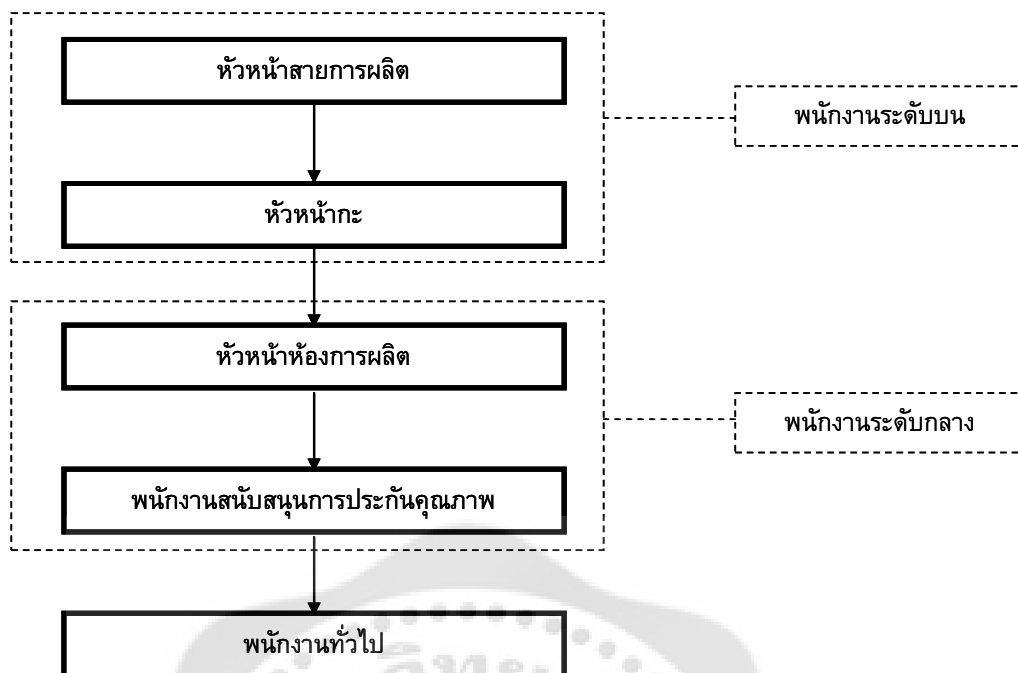 หัวหน้าสายการผลิต
พนักงานระดับบน
หัวหน้ากะ
หัวหน้าห้องการผลิต
พนักงานระดับกลาง
พนักงานสนับสนุนการประกันคุณภาพ
พนักงานทั่วไป